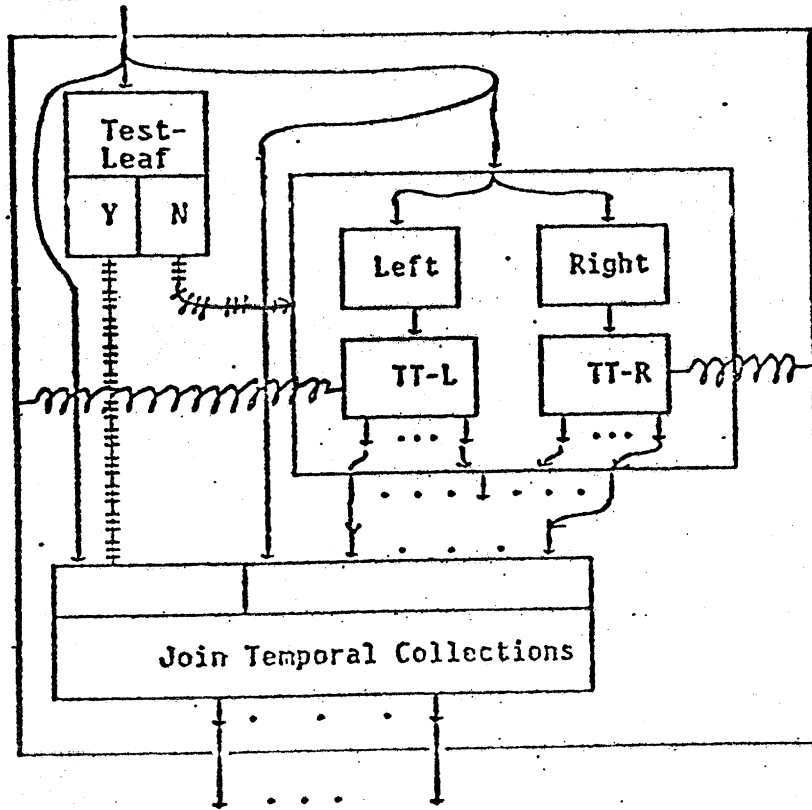 Test-
Leaf
Y N
Left
Right
TT-L
TT-R
Join Temporal Collections